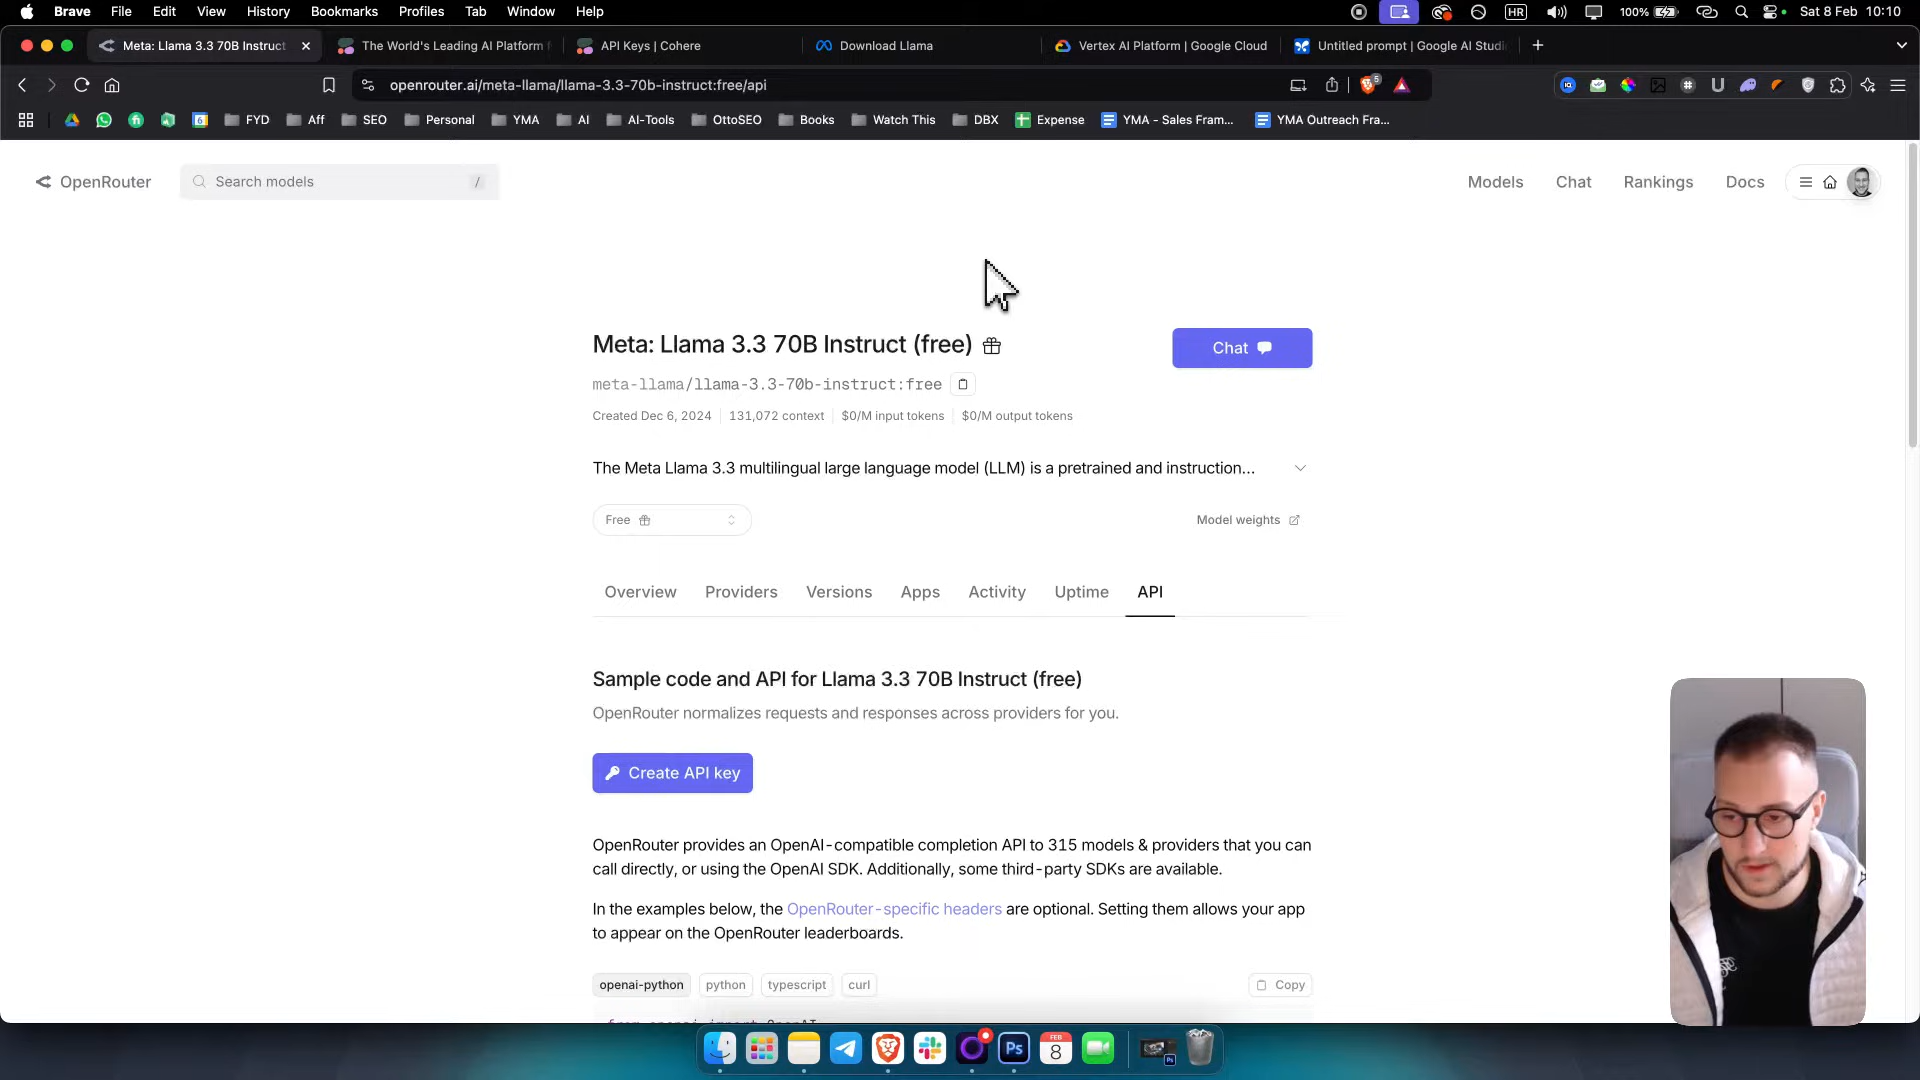 Brave File Edit View History Bookmarks Profiles Tab Window Help HR 100% Sat 8 Feb 10:10
Meta: Llama 3.3 70B Instruct The World's Leading AI Platform f API Keys | Cohere Download Llama Vertex AI Platform | Google Cloud Untitled prompt | Google AI Studi
openrouter.ai/meta-llama/llama-3.3-70b-instruct:free/api 5
FYD Aff SEO Personal YMA AI AI-Tools OttoSEO Books Watch This DBX Expense YMA - Sales Fram... YMA Outreach Fra...
OpenRouter Search models / Models Chat Rankings Docs
Meta: Llama 3.3 70B Instruct (free) Chat
meta-llama/llama-3.3-70b-instruct:free
Created Dec 6, 2024 131,072 context $0/M input tokens $0/M output tokens
The Meta Llama 3.3 multilingual large language model (LLM) is a pretrained and instruction...
Free Model weights
Overview Providers Versions Apps Activity Uptime API
Sample code and API for Llama 3.3 70B Instruct (free)
OpenRouter normalizes requests and responses across providers for you.
Create API key
OpenRouter provides an OpenAI-compatible completion API to 315 models & providers that you can
call directly, or using the OpenAI SDK. Additionally, some third-party SDKs are available.
In the examples below, the OpenRouter-specific headers are optional. Setting them allows your app
to appear on the OpenRouter leaderboards.
openai-python python typescript curl Copy
from openai import OpenAI
Ps FEB 8